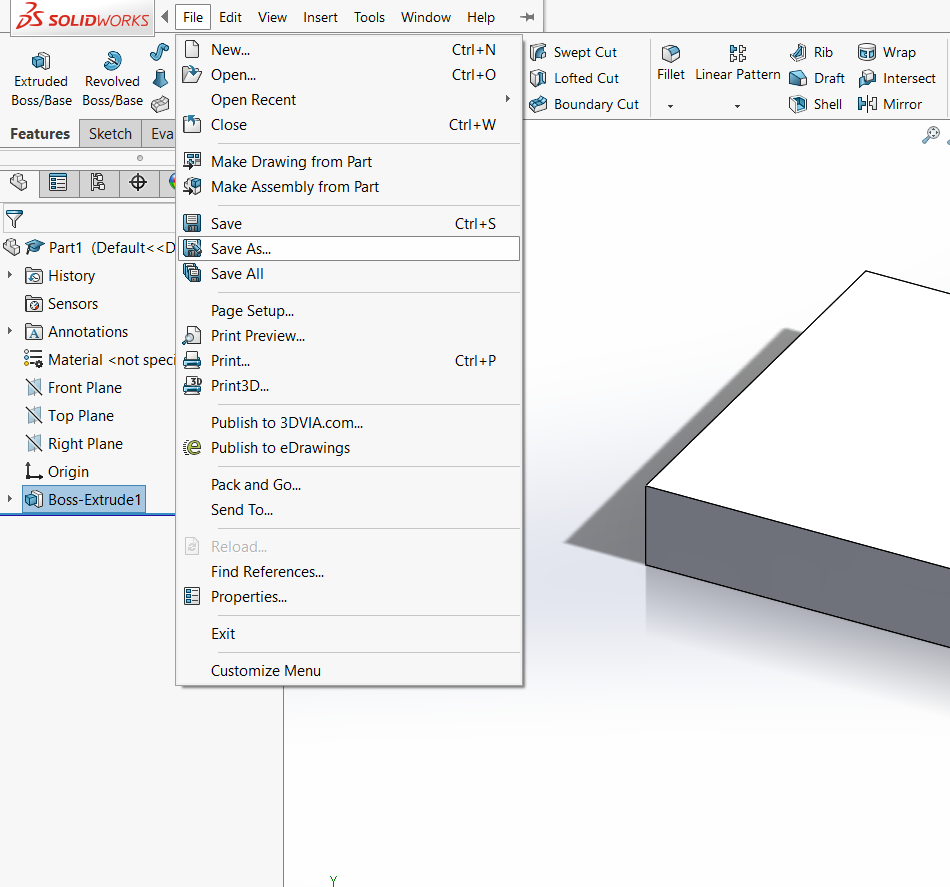 SOLIDWORKS
File Edit View Insert Tools Window Help
Extruded Boss/Base
Revolved Boss/Base
Swept Cut
Lofted Cut
Boundary Cut
Fillet
Linear Pattern
Rib
Draft
Shell
Wrap
Intersect
Mirror
Features Sketch Eva
Part1 (Default<<D
History
Sensors
A Annotations
Material <not speci
Front Plane
Top Plane
Right Plane
Origin
Boss-Extrude1
New... Ctrl+N
Open... Ctrl+O
Open Recent
Close Ctrl+W
Make Drawing from Part
Make Assembly from Part
Save Ctrl+S
Save As...
Save All
Page Setup...
Print Preview...
Print... Ctrl+P
3D Print3D...
Publish to 3DVIA.com...
e Publish to eDrawings
Pack and Go...
Send To...
Reload...
Find References...
Properties...
Exit
Customize Menu
Y